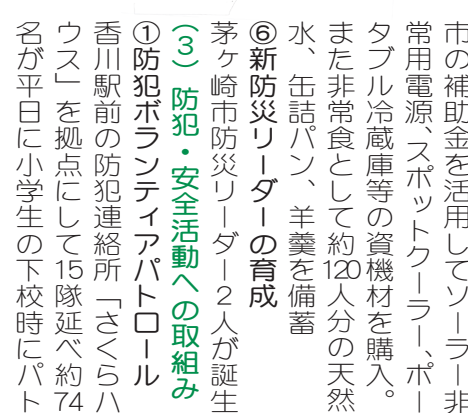 市の補助金を活用してソーラー非
常用電源、スポットクーラー、ポー
タブル冷蔵庫等の資機材を購入。
また非常食として約120人分の天然
水、缶詰パン、羊羹を備蓄
⑥新防災リーダーの育成
茅ヶ崎市防災リーダー2人が誕生
（3）防犯・安全活動への取組み
①防犯ボランティアパトロール
香川駅前の防犯連絡所「さくらハ
ウス」を拠点にして15隊延べ約74
名が平日に小学生の下校時にパト